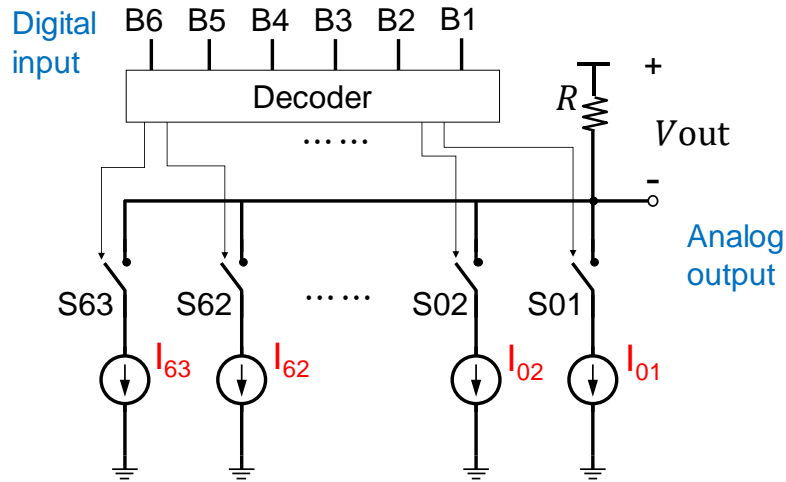 Digital
input
B6 B5 B4 B3 B2 B1
Decoder
……
R
+
Vout
-
Analog
output
S63 S62 …… S02 S01
I63 I62 I02 I01